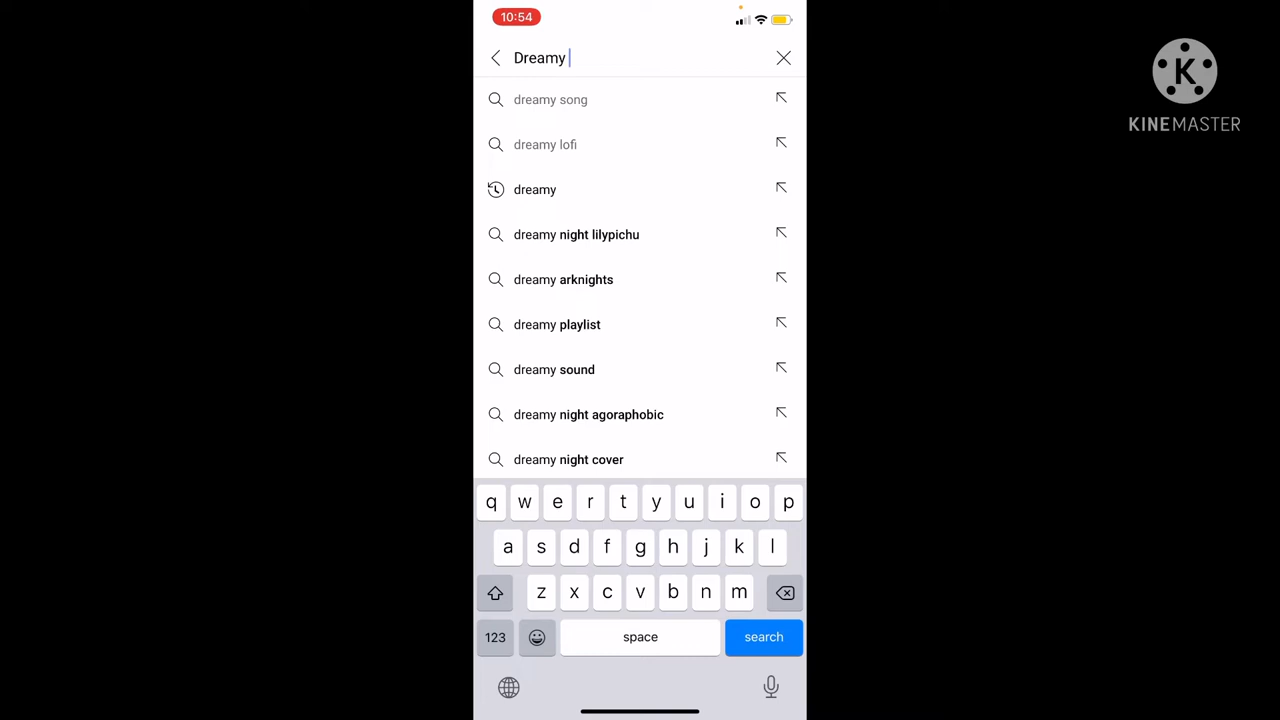 10:54
Dreamy
dreamy song
dreamy lofi
dreamy
dreamy night lilypichu
dreamy arknights
dreamy playlist
dreamy sound
dreamy night agoraphobic
dreamy night cover
q w e r t y u i o p
a s d f g h j k l
z x c v b n m
123 space search
K
KINEMASTER